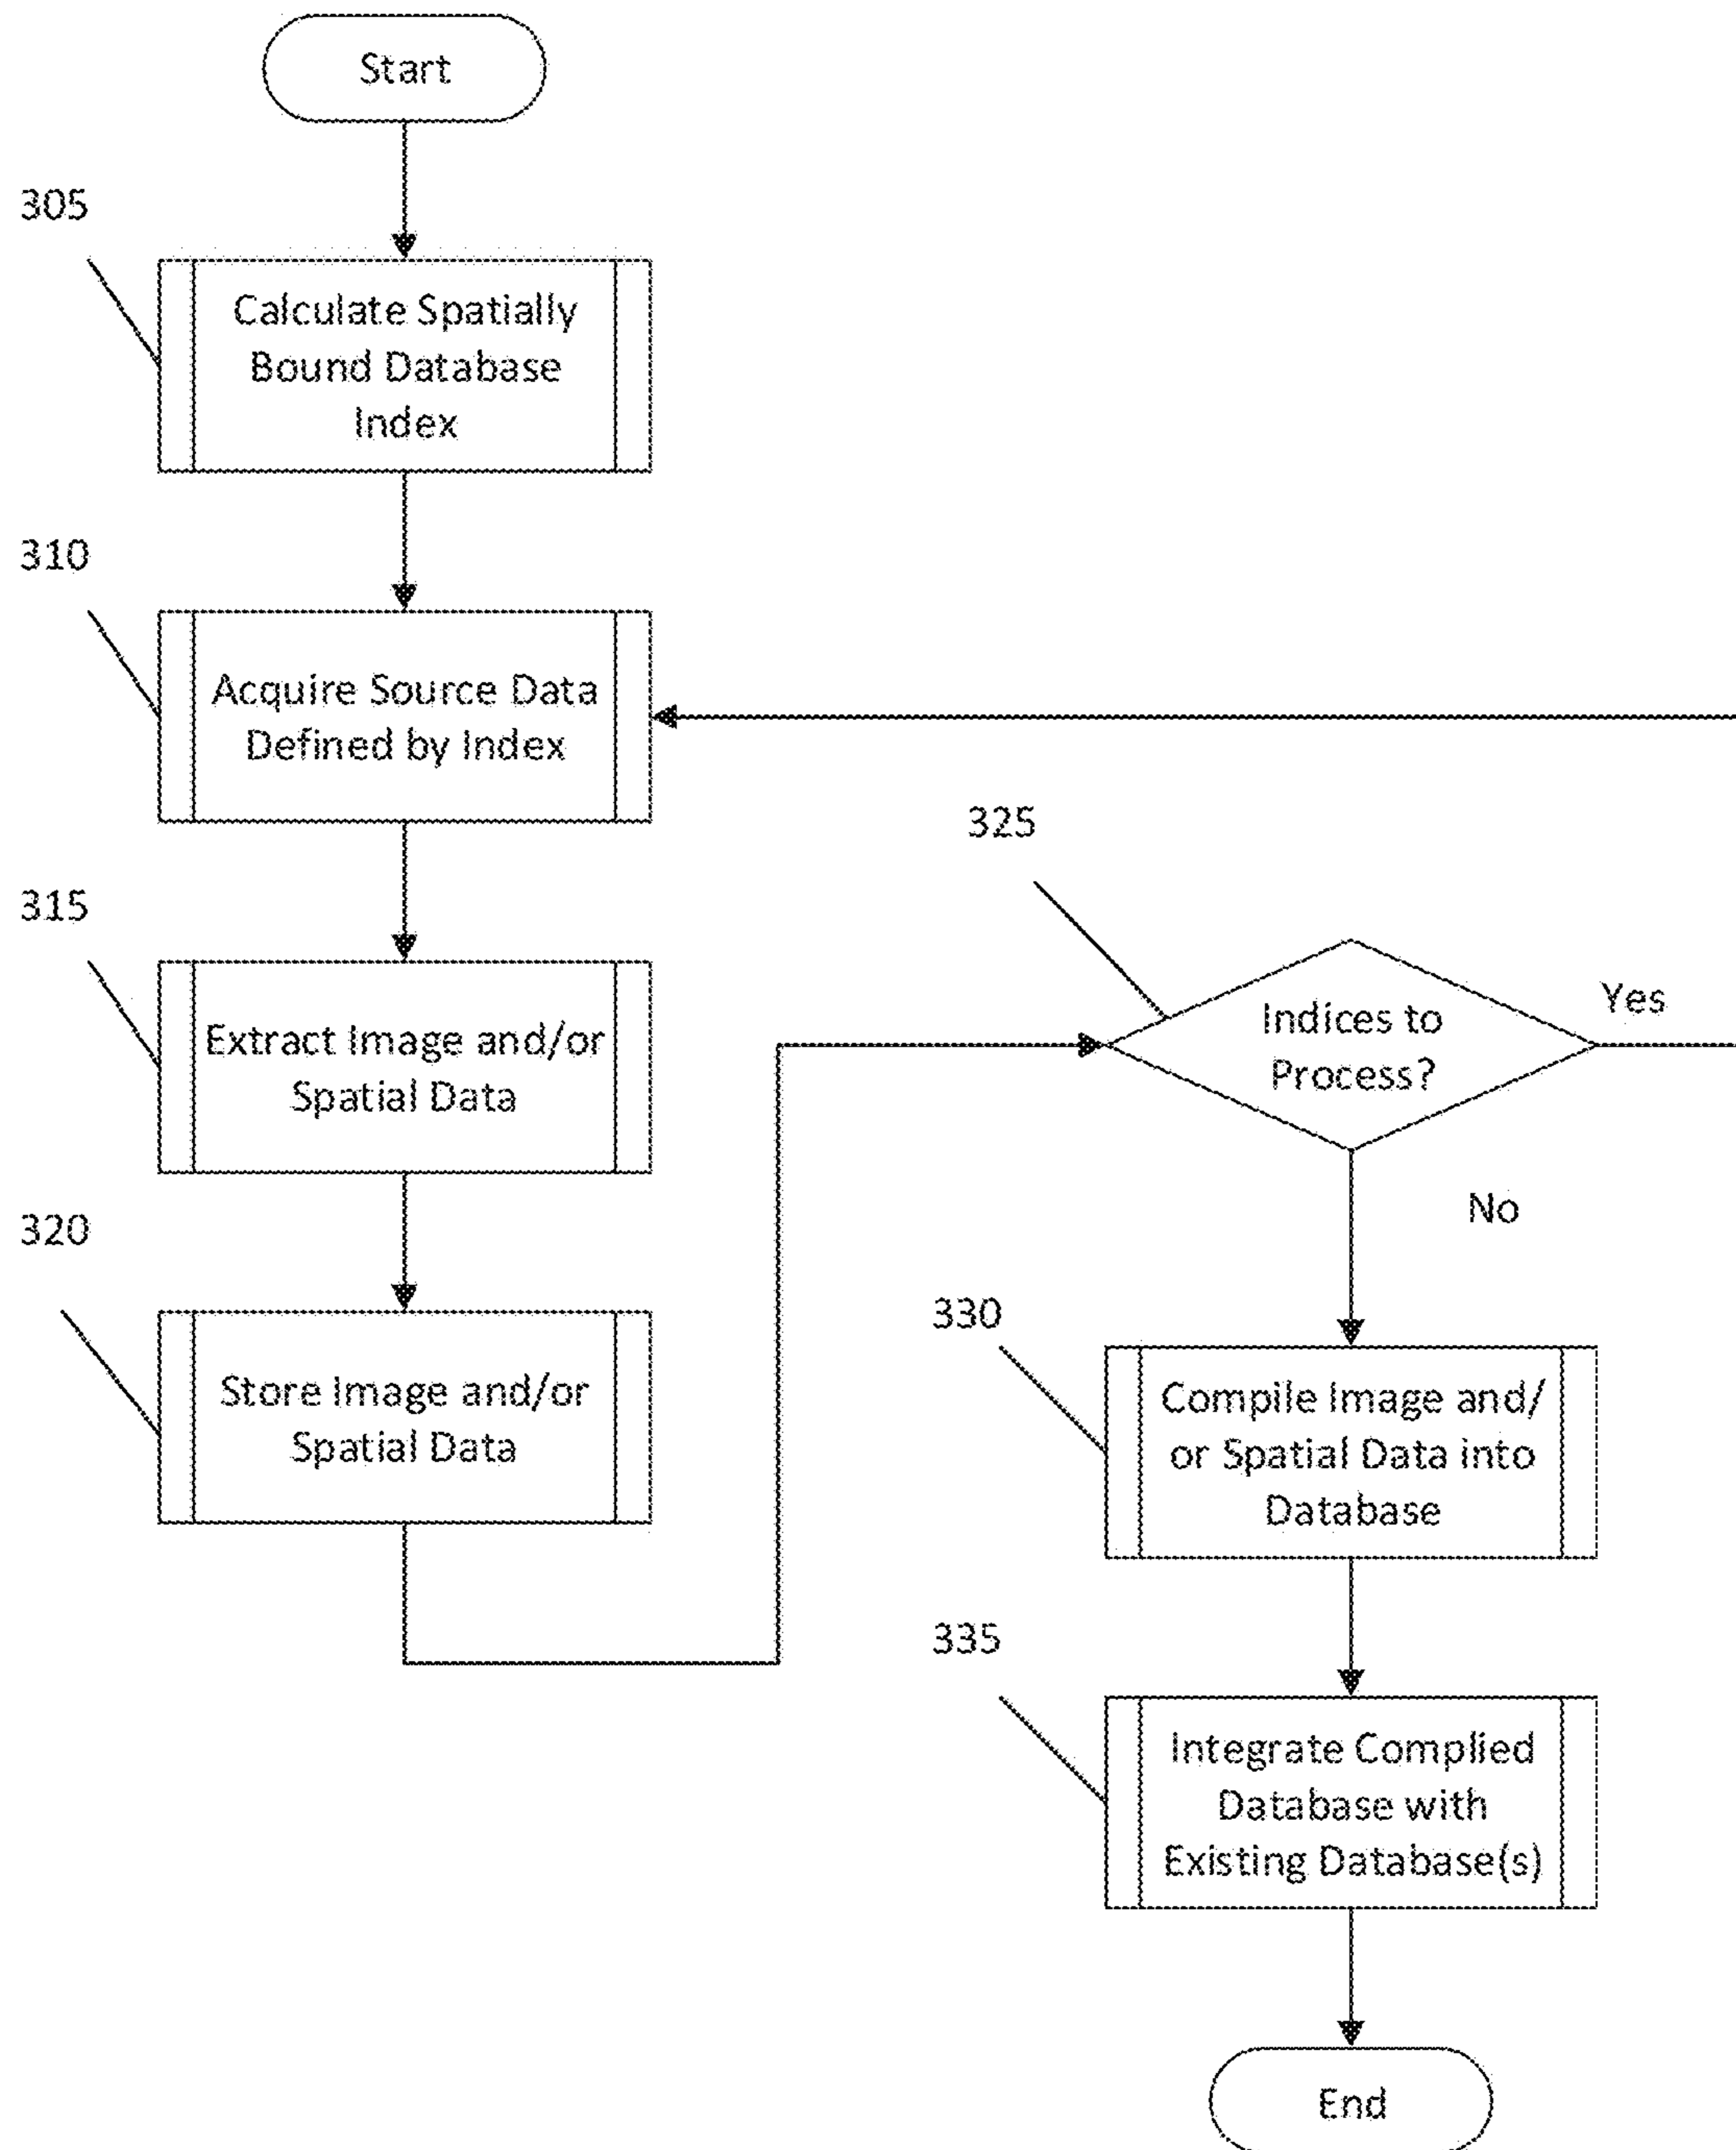 Start
305
Calculate Spatially
Bound Database
Index
310
Acquire Source Data
Defined by Index
315
Extract Image and/or
Spatial Data
320
Store Image and/or
Spatial Data
325
Indices to
Process?
Yes
No
330
Compile Image and/
or Spatial Data into
Database
335
Integrate Complied
Database with
Existing Database(s)
End